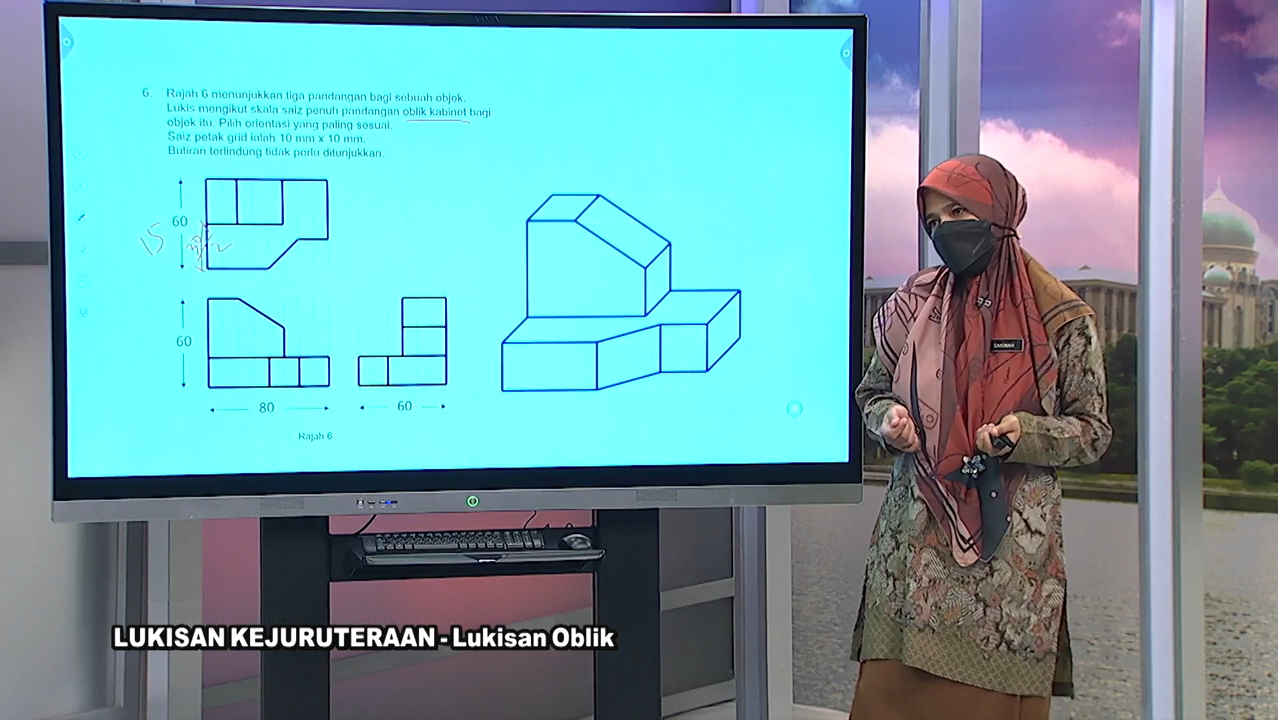 6. Rajah 6 menunjukkan tiga pandangan bagi sebuah objek.
Lukis mengikut skala saiz penuh pandangan oblik kabinet bagi
objek itu. Pilih orientasi yang paling sesuai.
Saiz petak grid ialah 10 mm x 10 mm.
Butiran terlindung tidak perlu ditunjukkan.
60
15
60
80
60
Rajah 6
LUKISAN KEJURUTERAAN - Lukisan Oblik